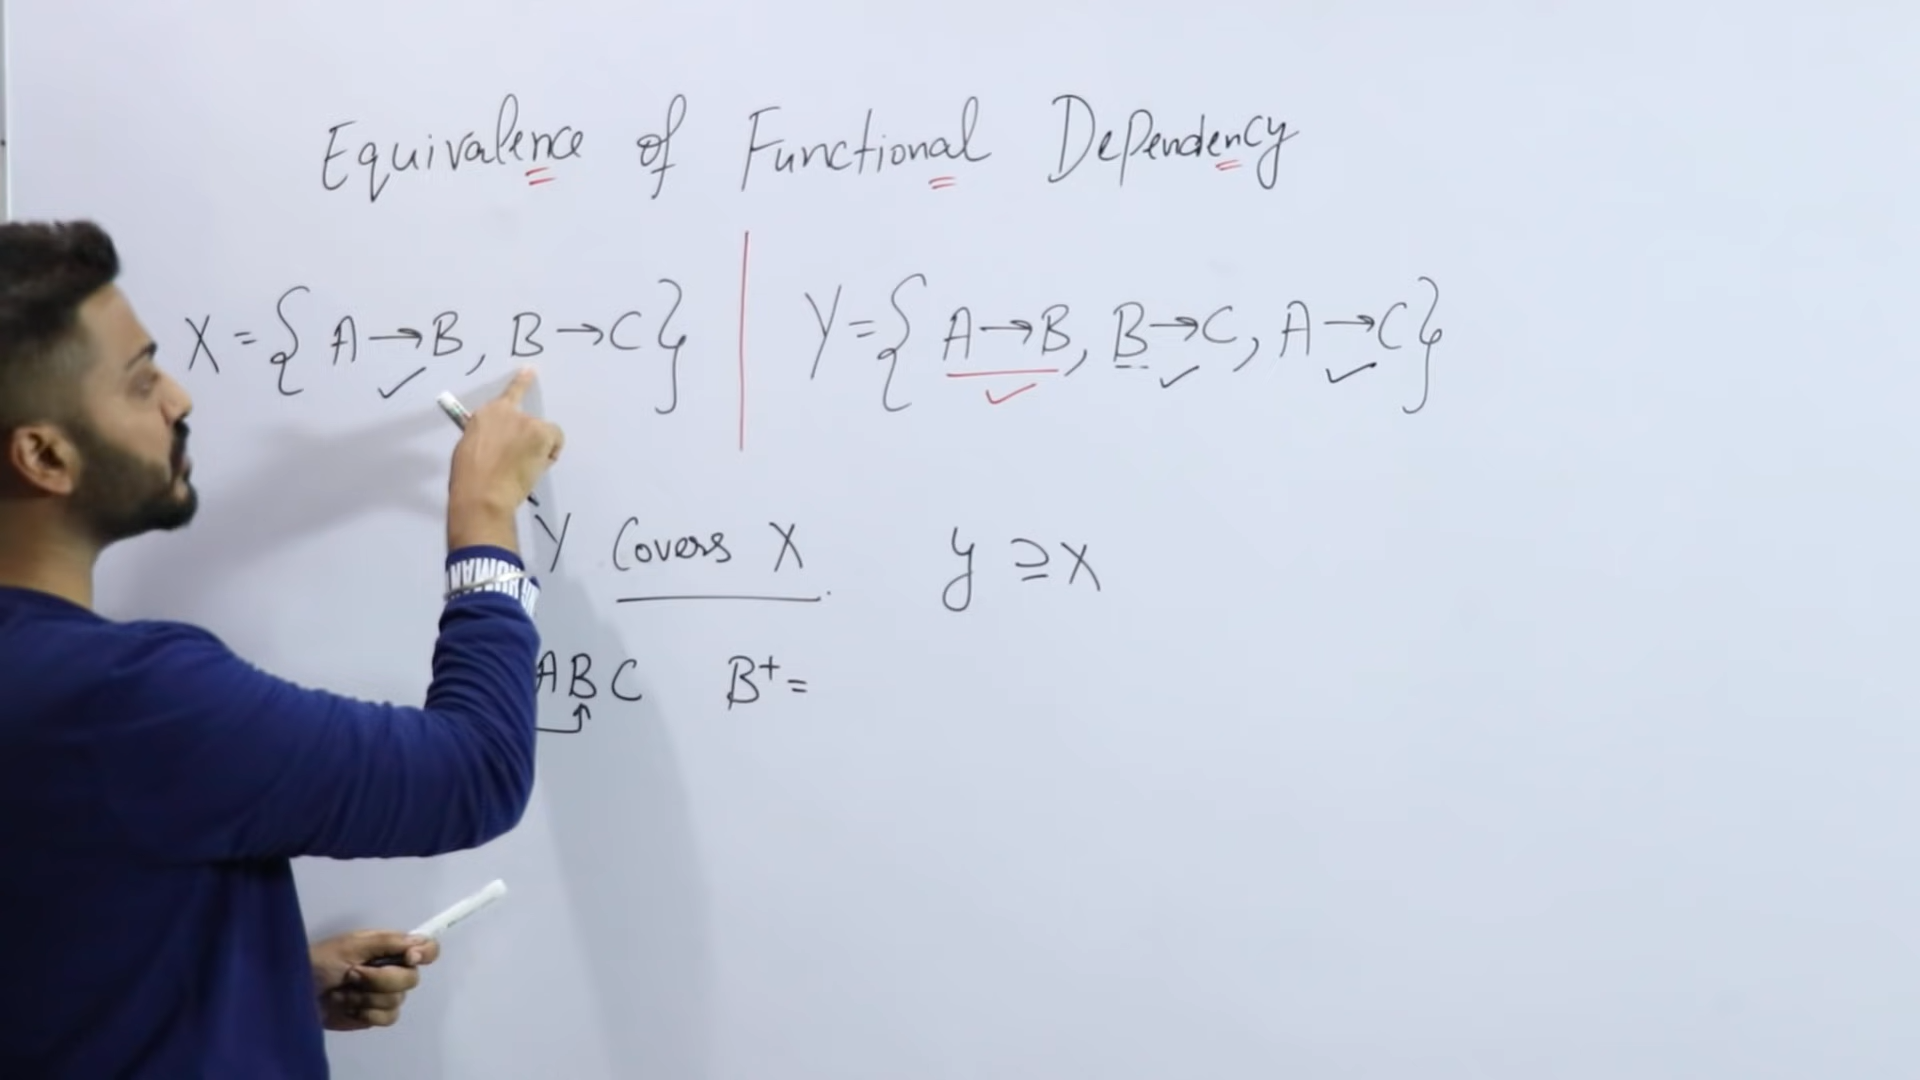 Equivalence of Functional Dependency
X = { A → B, B → C } Y = { A → B, B → C, A → C }
Y Covers X y ⊇ X
ABC B⁺ =